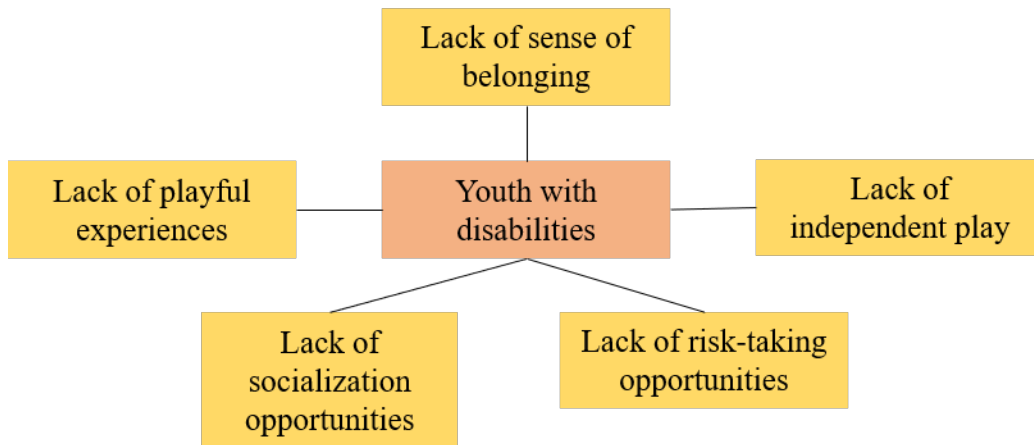 Lack of sense of
belonging
Lack of playful
experiences
Youth with
disabilities
Lack of
independent play
Lack of
socialization
opportunities
Lack of risk-taking
opportunities